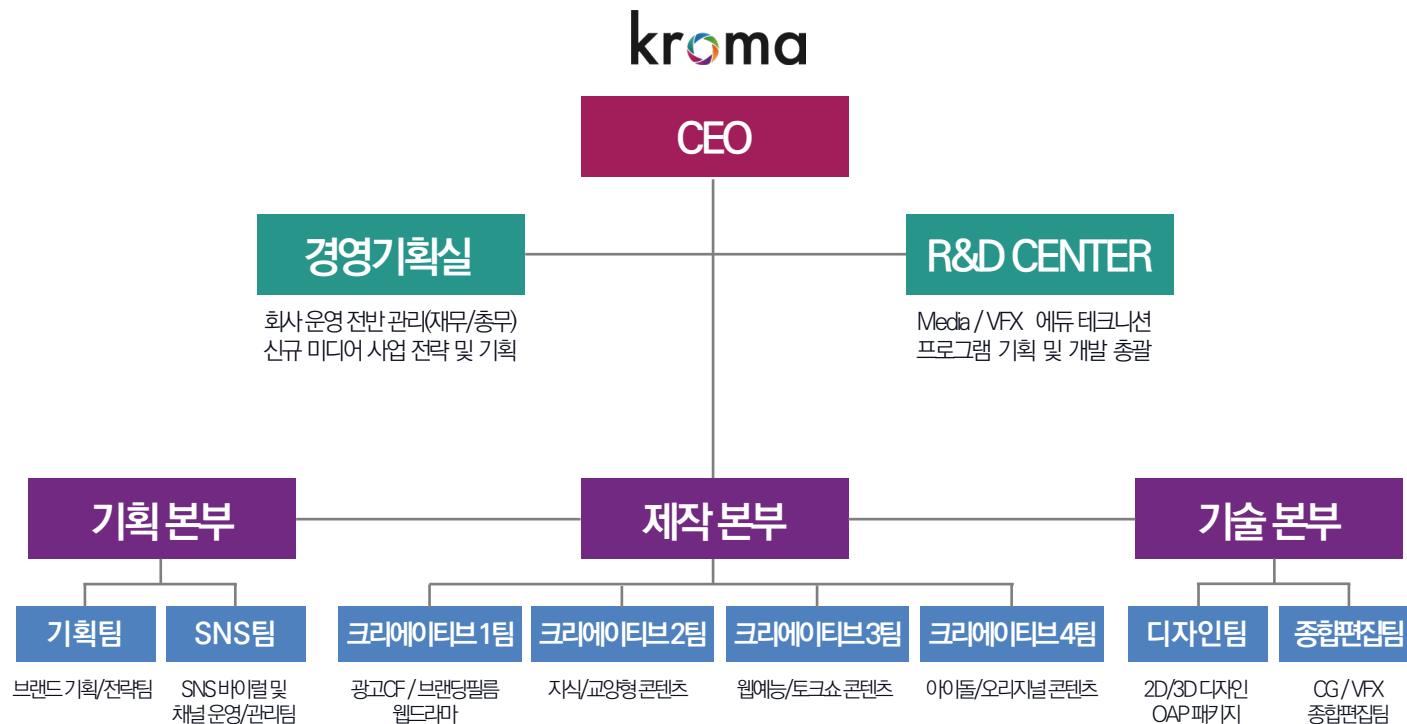 kroma
CEO
경영기획실
회사 운영 전반 관리(재무/총무)
신규 미디어 사업 전략 및 기획
R&D CENTER
Media / VFX 에듀 테크니션
프로그램 기획 및 개발 총괄
기획 본부
제작 본부
기술 본부
기획팀
브랜드 기획/전략팀
SNS팀
SNS 바이럴 및
채널 운영/관리팀
크리에이티브 1팀
광고CF / 브랜딩필름
웹드라마
크리에이티브 2팀
지식/교양형 콘텐츠
크리에이티브 3팀
웹예능/토크쇼 콘텐츠
크리에이티브 4팀
아이돌/오리지널 콘텐츠
디자인팀
2D/3D 디자인
OAP 패키지
종합편집팀
CG / VFX
종합편집팀